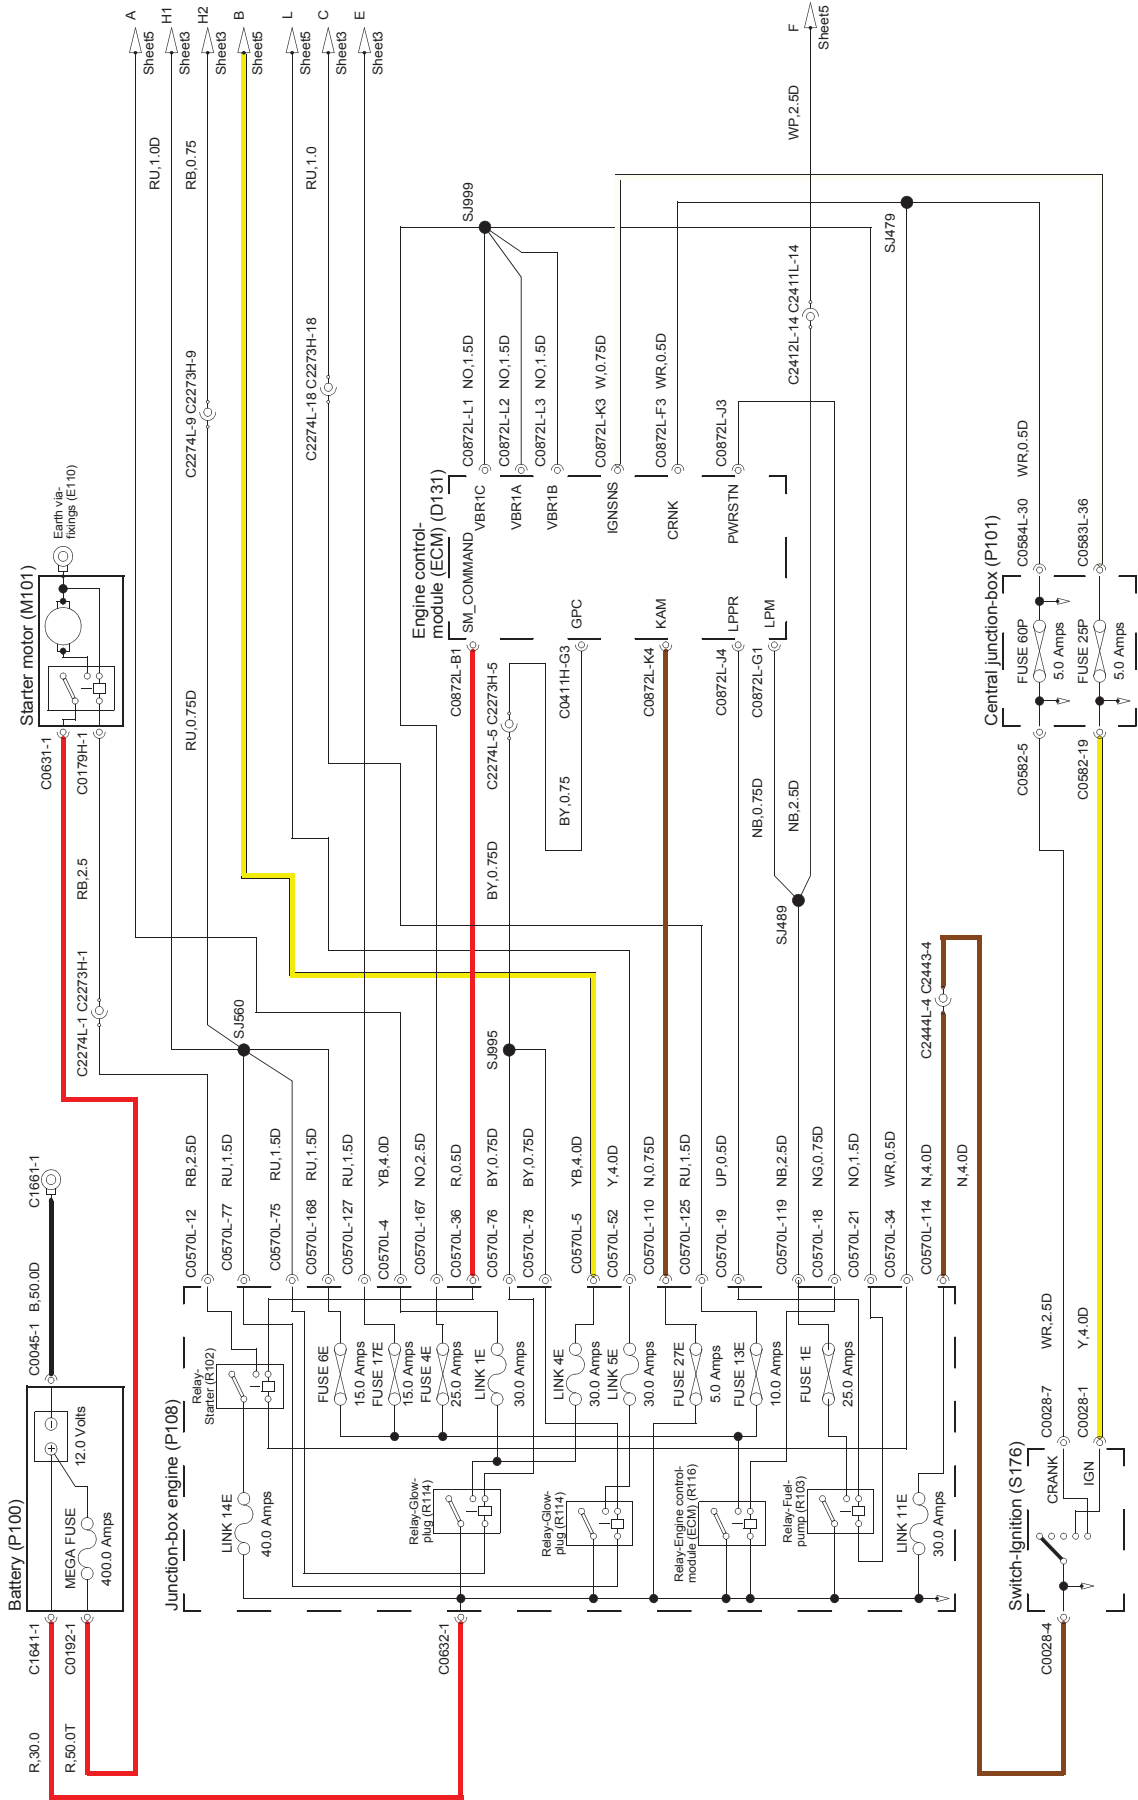 A
Sheet5
H1
Sheet3
H2
Sheet3
B
Sheet5
L
Sheet5
C
Sheet3
E
Sheet3
F
Sheet5
RU,1.0D
RB,0.75
RU,1.0
WP,2.5D
SJ999
SJ479
C2274L-9 C2273H-9
C2274L-18 C2273H-18
C2412L-14 C2411L-14
C0872L-L1 NO,1.5D
C0872L-L2 NO,1.5D
C0872L-L3 NO,1.5D
C0872L-K3 W,0.75D
C0872L-F3 WR,0.5D
C0872L-J3
C0584L-30 WR,0.5D
C0583L-36
Starter motor (M101)
Earth via-
fixings (E110)
C0631-1
C0179H-1
RB,2.5
RU,0.75D
C2274L-1 C2273H-1
Engine control-
module (ECM) (D131)
SM_COMMAND
VBR1C
VBR1A
VBR1B
GPC
IGNSNS
KAM
CRNK
LPPR
PWRSTN
LPM
C0872L-B1
C2274L-5 C2273H-5
C0411H-G3
C0872L-K4
C0872L-J4
C0872L-G1
BY,0.75D
BY,0.75
NB,0.75D
NB,2.5D
Central junction-box (P101)
FUSE 60P
5.0 Amps
FUSE 25P
5.0 Amps
C0582-5
C0582-19
SJ560
SJ995
SJ489
C2444L-4 C2443-4
C0570L-12 RB,2.5D
C0570L-77 RU,1.5D
C0570L-75 RU,1.5D
C0570L-168 RU,1.5D
C0570L-127 RU,1.5D
C0570L-4 YB,4.0D
C0570L-167 NO,2.5D
C0570L-36 R,0.5D
C0570L-76 BY,0.75D
C0570L-78 BY,0.75D
C0570L-5 YB,4.0D
C0570L-52 Y,4.0D
C0570L-110 N,0.75D
C0570L-125 RU,1.5D
C0570L-19 UP,0.5D
C0570L-119 NB,2.5D
C0570L-18 NG,0.75D
C0570L-21 NO,1.5D
C0570L-34 WR,0.5D
C0570L-114 N,4.0D
N,4.0D
Battery (P100)
12.0 Volts
MEGA FUSE
400.0 Amps
C0045-1 B,50.0D C1661-1
C1641-1
C0192-1
R,30.0
R,50.0T
Junction-box engine (P108)
Relay-
Starter (R102)
LINK 14E
40.0 Amps
FUSE 6E
15.0 Amps
FUSE 17E
15.0 Amps
FUSE 4E
25.0 Amps
LINK 1E
30.0 Amps
LINK 4E
30.0 Amps
LINK 5E
30.0 Amps
FUSE 27E
5.0 Amps
FUSE 13E
10.0 Amps
FUSE 1E
25.0 Amps
Relay-Glow-
plug (R114)
Relay-Glow-
plug (R114)
Relay-Engine control-
module (ECM) (R116)
Relay-Fuel-
pump (R103)
LINK 11E
30.0 Amps
C0632-1
Switch-Ignition (S176)
CRANK
IGN
C0028-7
C0028-1
WR,2.5D
Y,4.0D
C0028-4